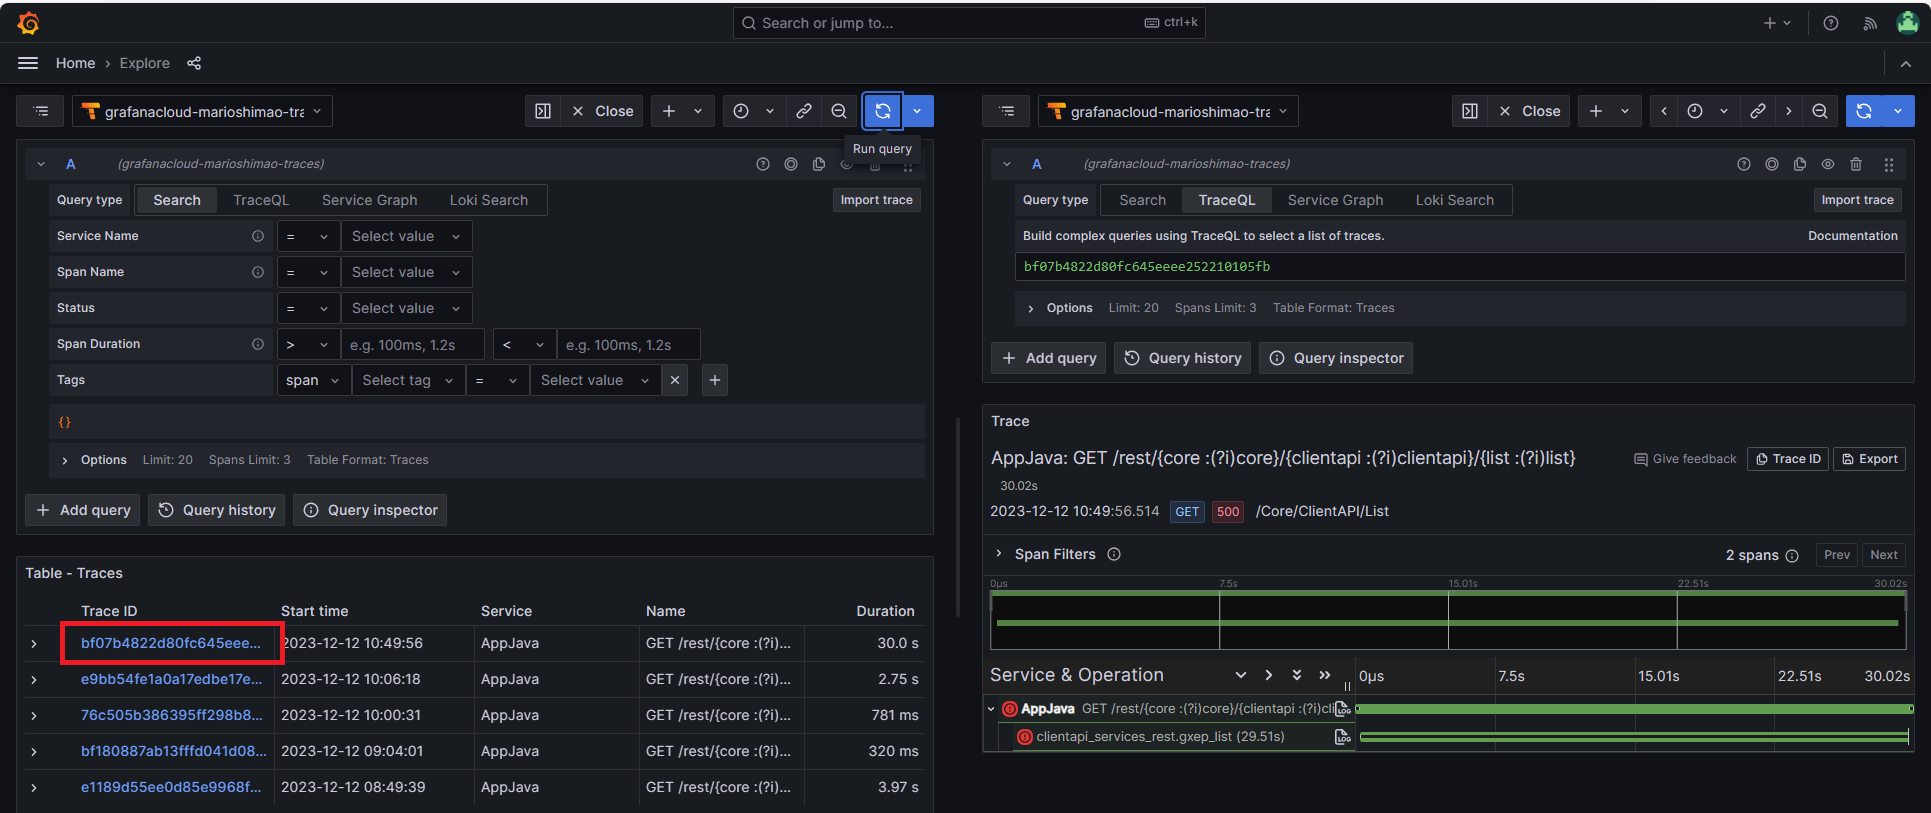 Search or jump to... ctrl+k
Home › Explore
grafanacloud-marioshimao-tra
Close
Run query
A (grafanacloud-marioshimao-traces)
Query type Search TraceQL Service Graph Loki Search Import trace
Service Name = Select value
Span Name = Select value
Status = Select value
Span Duration > e.g. 100ms, 1.2s < e.g. 100ms, 1.2s
Tags span Select tag = Select value
{}
Options Limit: 20 Spans Limit: 3 Table Format: Traces
+ Add query Query history Query inspector
Table - Traces
Trace ID Start time Service Name Duration
bf07b4822d80fc645eee... 2023-12-12 10:49:56 AppJava GET /rest/{core :(?i)... 30.0 s
e9bb54fe1a0a17edbe17e... 2023-12-12 10:06:18 AppJava GET /rest/{core :(?i)... 2.75 s
76c505b386395ff298b8... 2023-12-12 10:00:31 AppJava GET /rest/{core :(?i)... 781 ms
bf180887ab13fffd041d08... 2023-12-12 09:04:01 AppJava GET /rest/{core :(?i)... 320 ms
e1189d55ee0d85e9968f... 2023-12-12 08:49:39 AppJava GET /rest/{core :(?i)... 3.97 s
grafanacloud-marioshimao-tra
Close
A (grafanacloud-marioshimao-traces)
Query type Search TraceQL Service Graph Loki Search Import trace
Build complex queries using TraceQL to select a list of traces. Documentation
bf07b4822d80fc645eeee252210105fb
Options Limit: 20 Spans Limit: 3 Table Format: Traces
+ Add query Query history Query inspector
Trace
AppJava: GET /rest/{core :(?i)core}/{clientapi :(?i)clientapi}/{list :(?i)list} Give feedback Trace ID Export
30.02s
2023-12-12 10:49:56.514 GET 500 /Core/ClientAPI/List
Span Filters 2 spans Prev Next
0μs 7.5s 15.01s 22.51s 30.02s
Service & Operation 0μs 7.5s 15.01s 22.51s 30.02s
AppJava GET /rest/{core :(?i)core}/{clientapi :(?i)cli LOG
clientapi_services_rest.gxep_list (29.51s) LOG